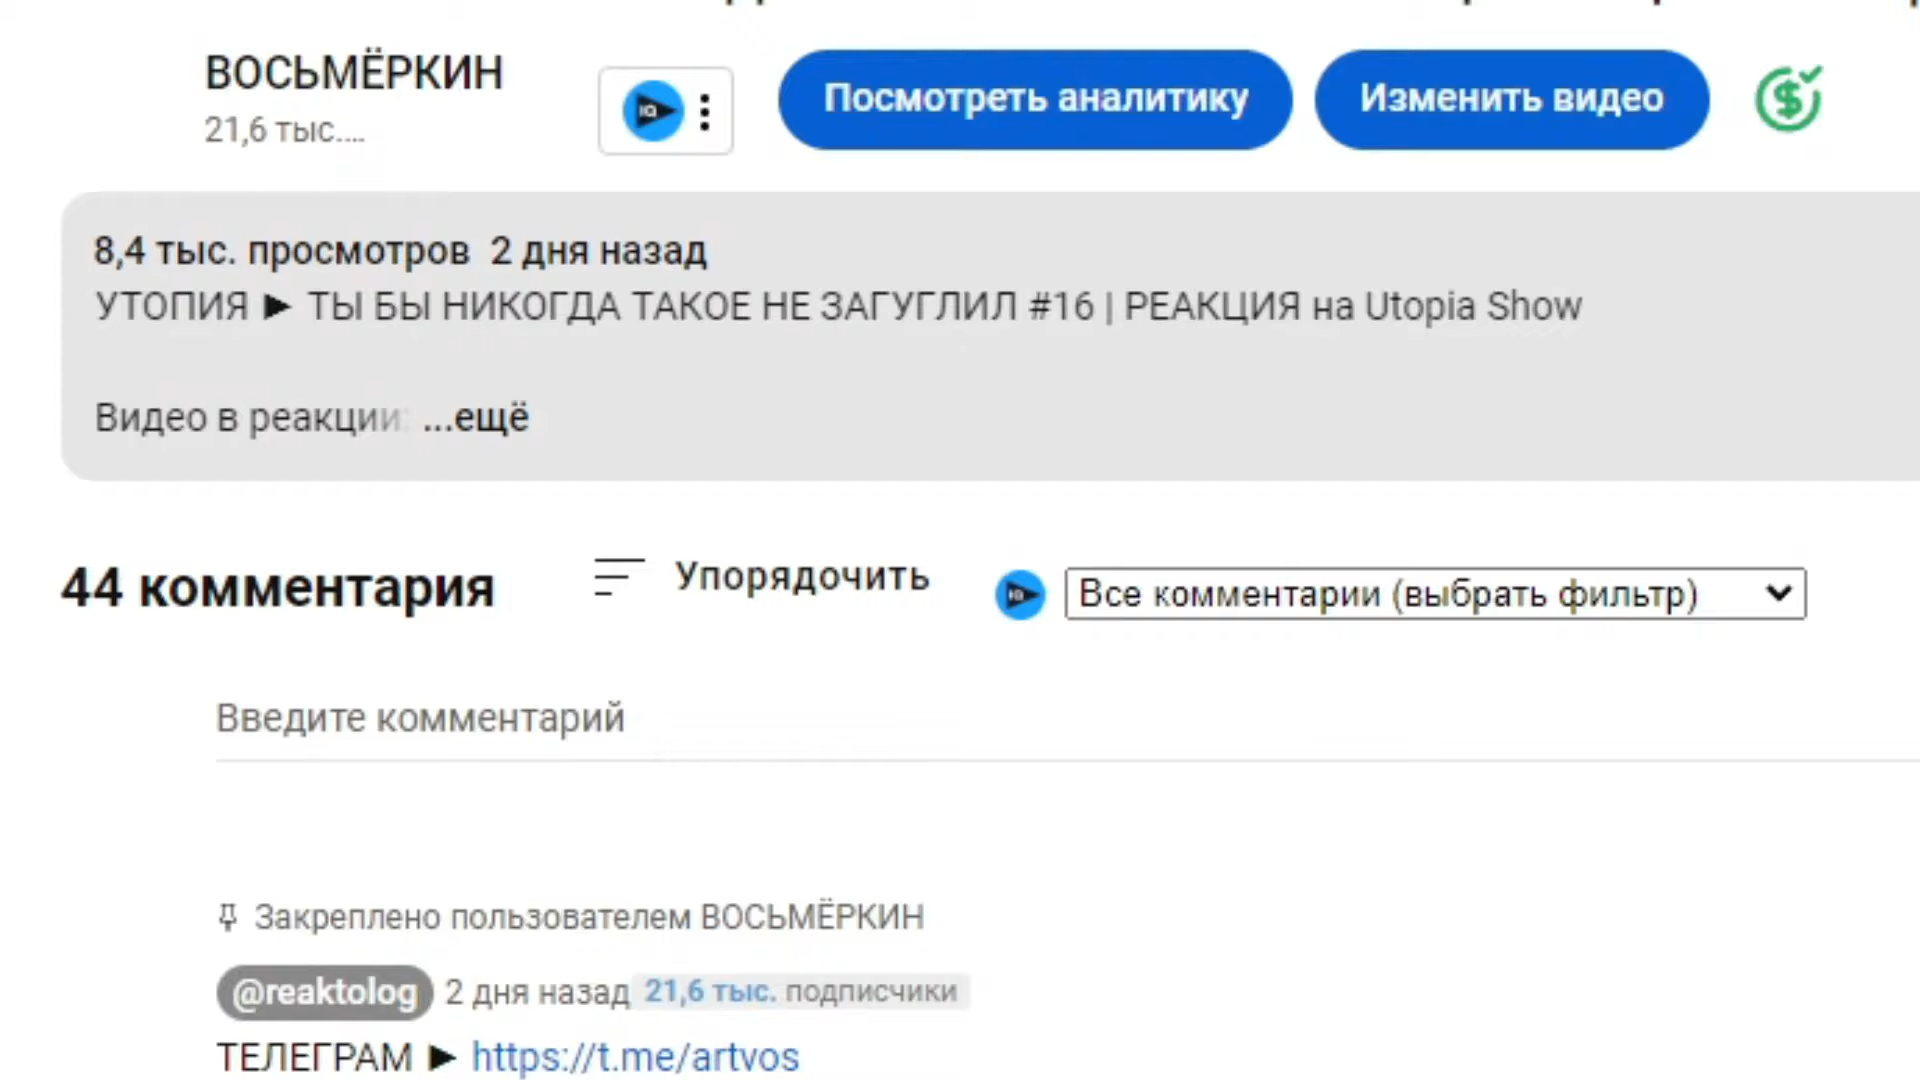 ВОСЬМЁРКИН
21,6 тыс....
Посмотреть аналитику
Изменить видео
8,4 тыс. просмотров 2 дня назад
УТОПИЯ ► ТЫ БЫ НИКОГДА ТАКОЕ НЕ ЗАГУГЛИЛ #16 | РЕАКЦИЯ на Utopia Show
Видео в реакции: ...ещё
44 комментария
Упорядочить
Все комментарии (выбрать фильтр)
Введите комментарий
Закреплено пользователем ВОСЬМЁРКИН
@reaktolog 2 дня назад 21,6 тыс. подписчики
ТЕЛЕГРАМ ► https://t.me/artvos